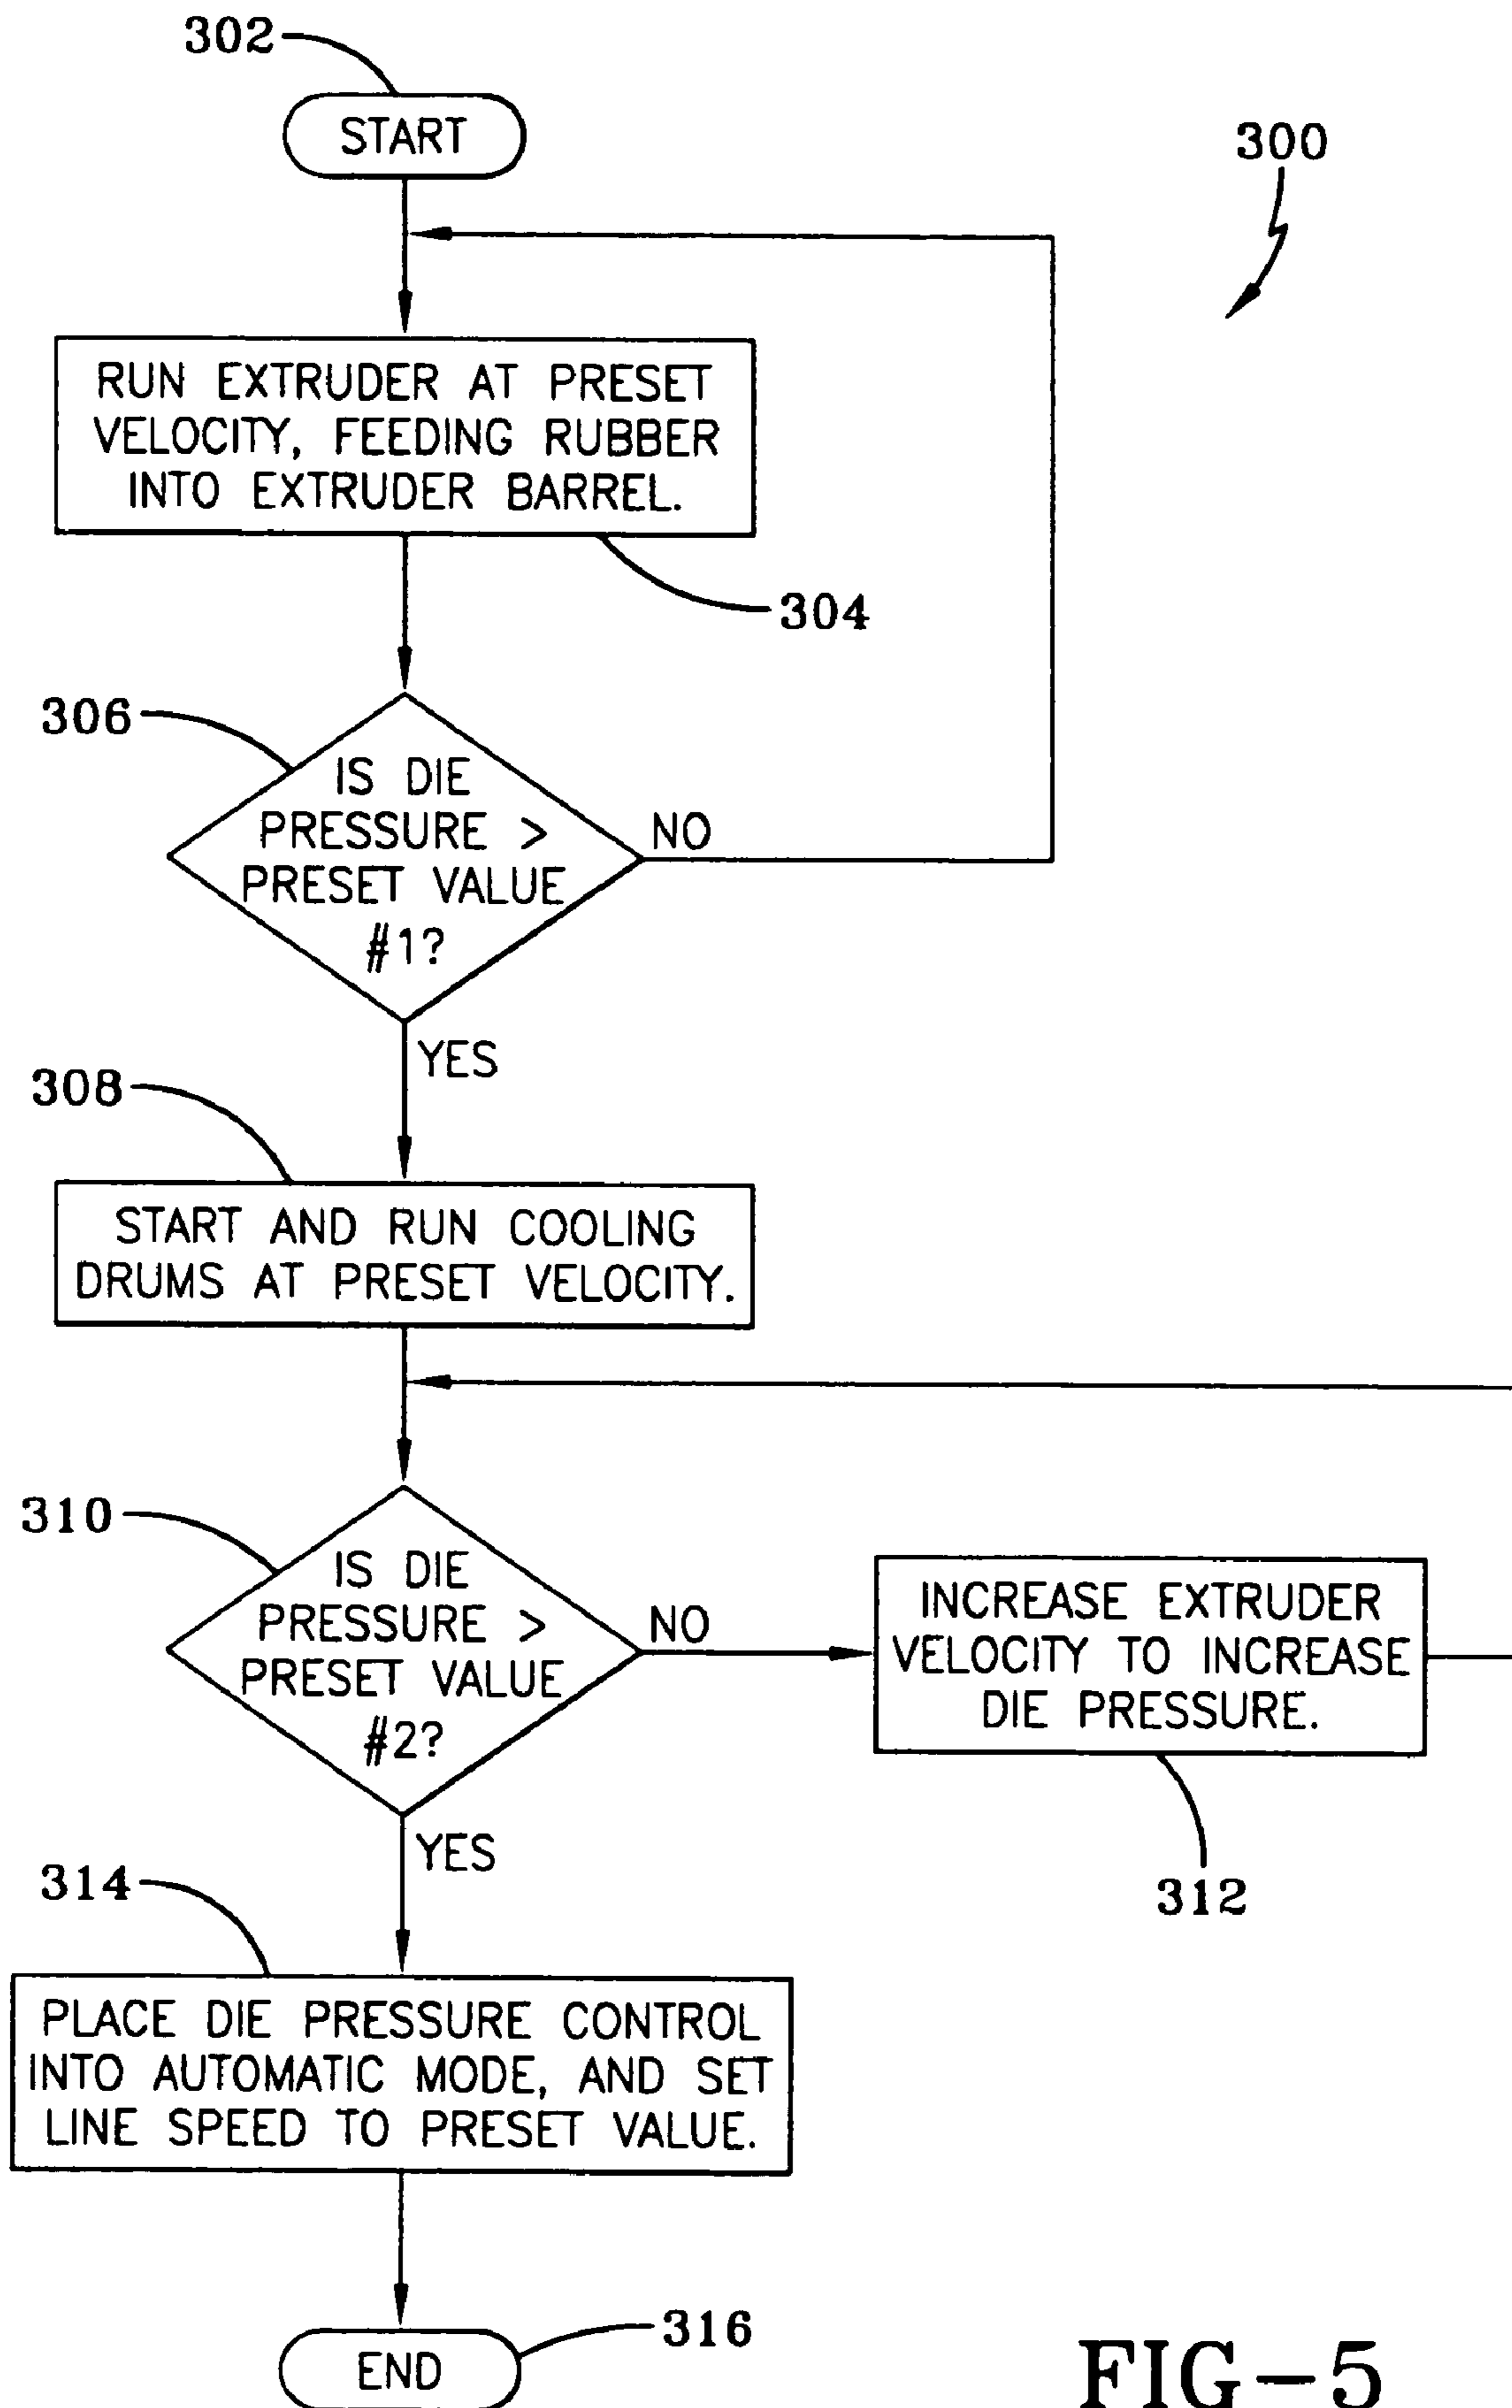 302
START
300
RUN EXTRUDER AT PRESET
VELOCITY, FEEDING RUBBER
INTO EXTRUDER BARREL.
304
306
IS DIE
PRESSURE >
PRESET VALUE
#1?
NO
YES
308
START AND RUN COOLING
DRUMS AT PRESET VELOCITY.
310
IS DIE
PRESSURE >
PRESET VALUE
#2?
NO
INCREASE EXTRUDER
VELOCITY TO INCREASE
DIE PRESSURE.
312
YES
314
PLACE DIE PRESSURE CONTROL
INTO AUTOMATIC MODE, AND SET
LINE SPEED TO PRESET VALUE.
316
END
FIG-5